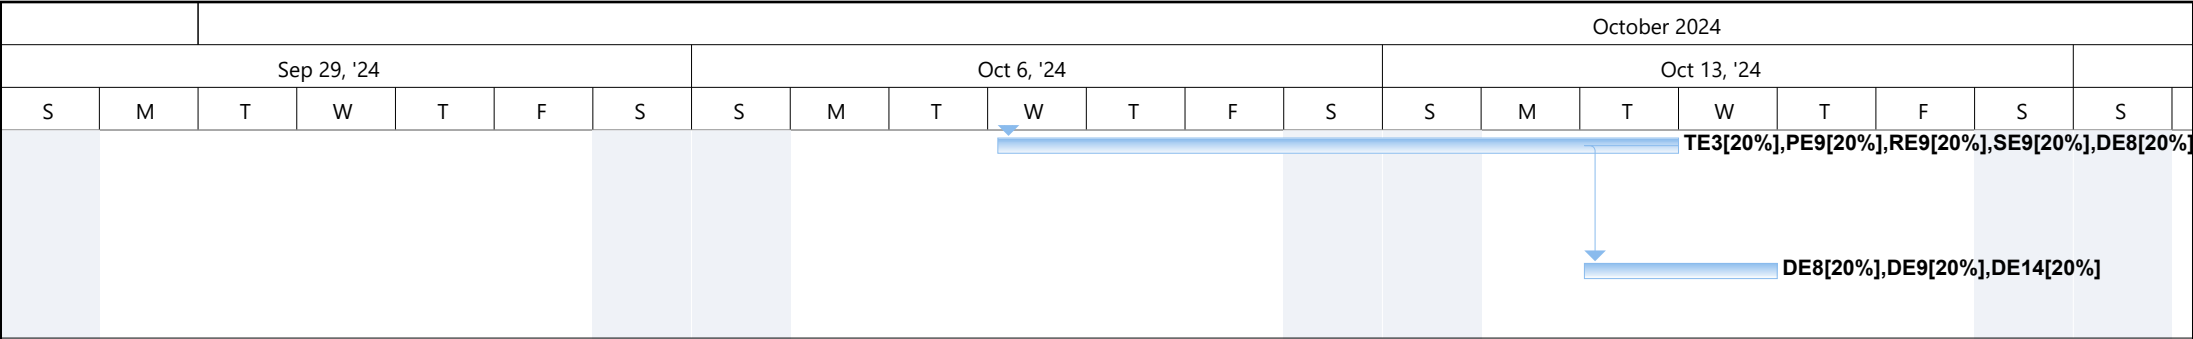 October 2024
Sep 29, '24 Oct 6, '24 Oct 13, '24
S M T W T F S S M T W T F S S M T W T F S S
TE3[20%],PE9[20%],RE9[20%],SE9[20%],DE8[20%]
DE8[20%],DE9[20%],DE14[20%]